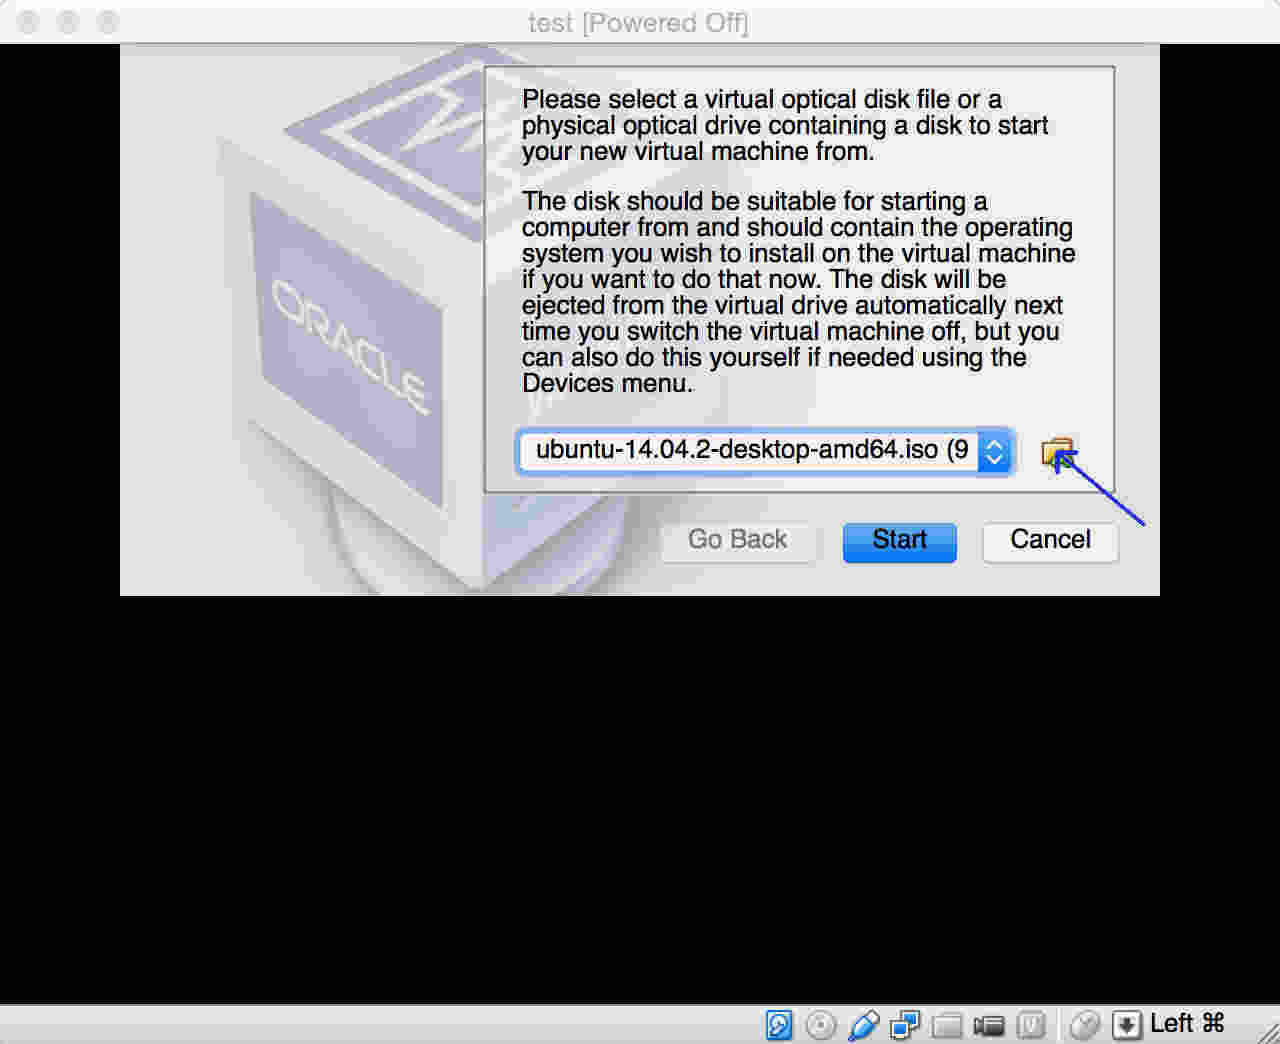 test [Powered Off]
Please select a virtual optical disk file or a
physical optical drive containing a disk to start
your new virtual machine from.
The disk should be suitable for starting a
computer from and should contain the operating
system you wish to install on the virtual machine
if you want to do that now. The disk will be
ejected from the virtual drive automatically next
time you switch the virtual machine off, but you
can also do this yourself if needed using the
Devices menu.
ORACLE
ubuntu-14.04.2-desktop-amd64.iso (9
Go Back
Start
Cancel
Left ⌘